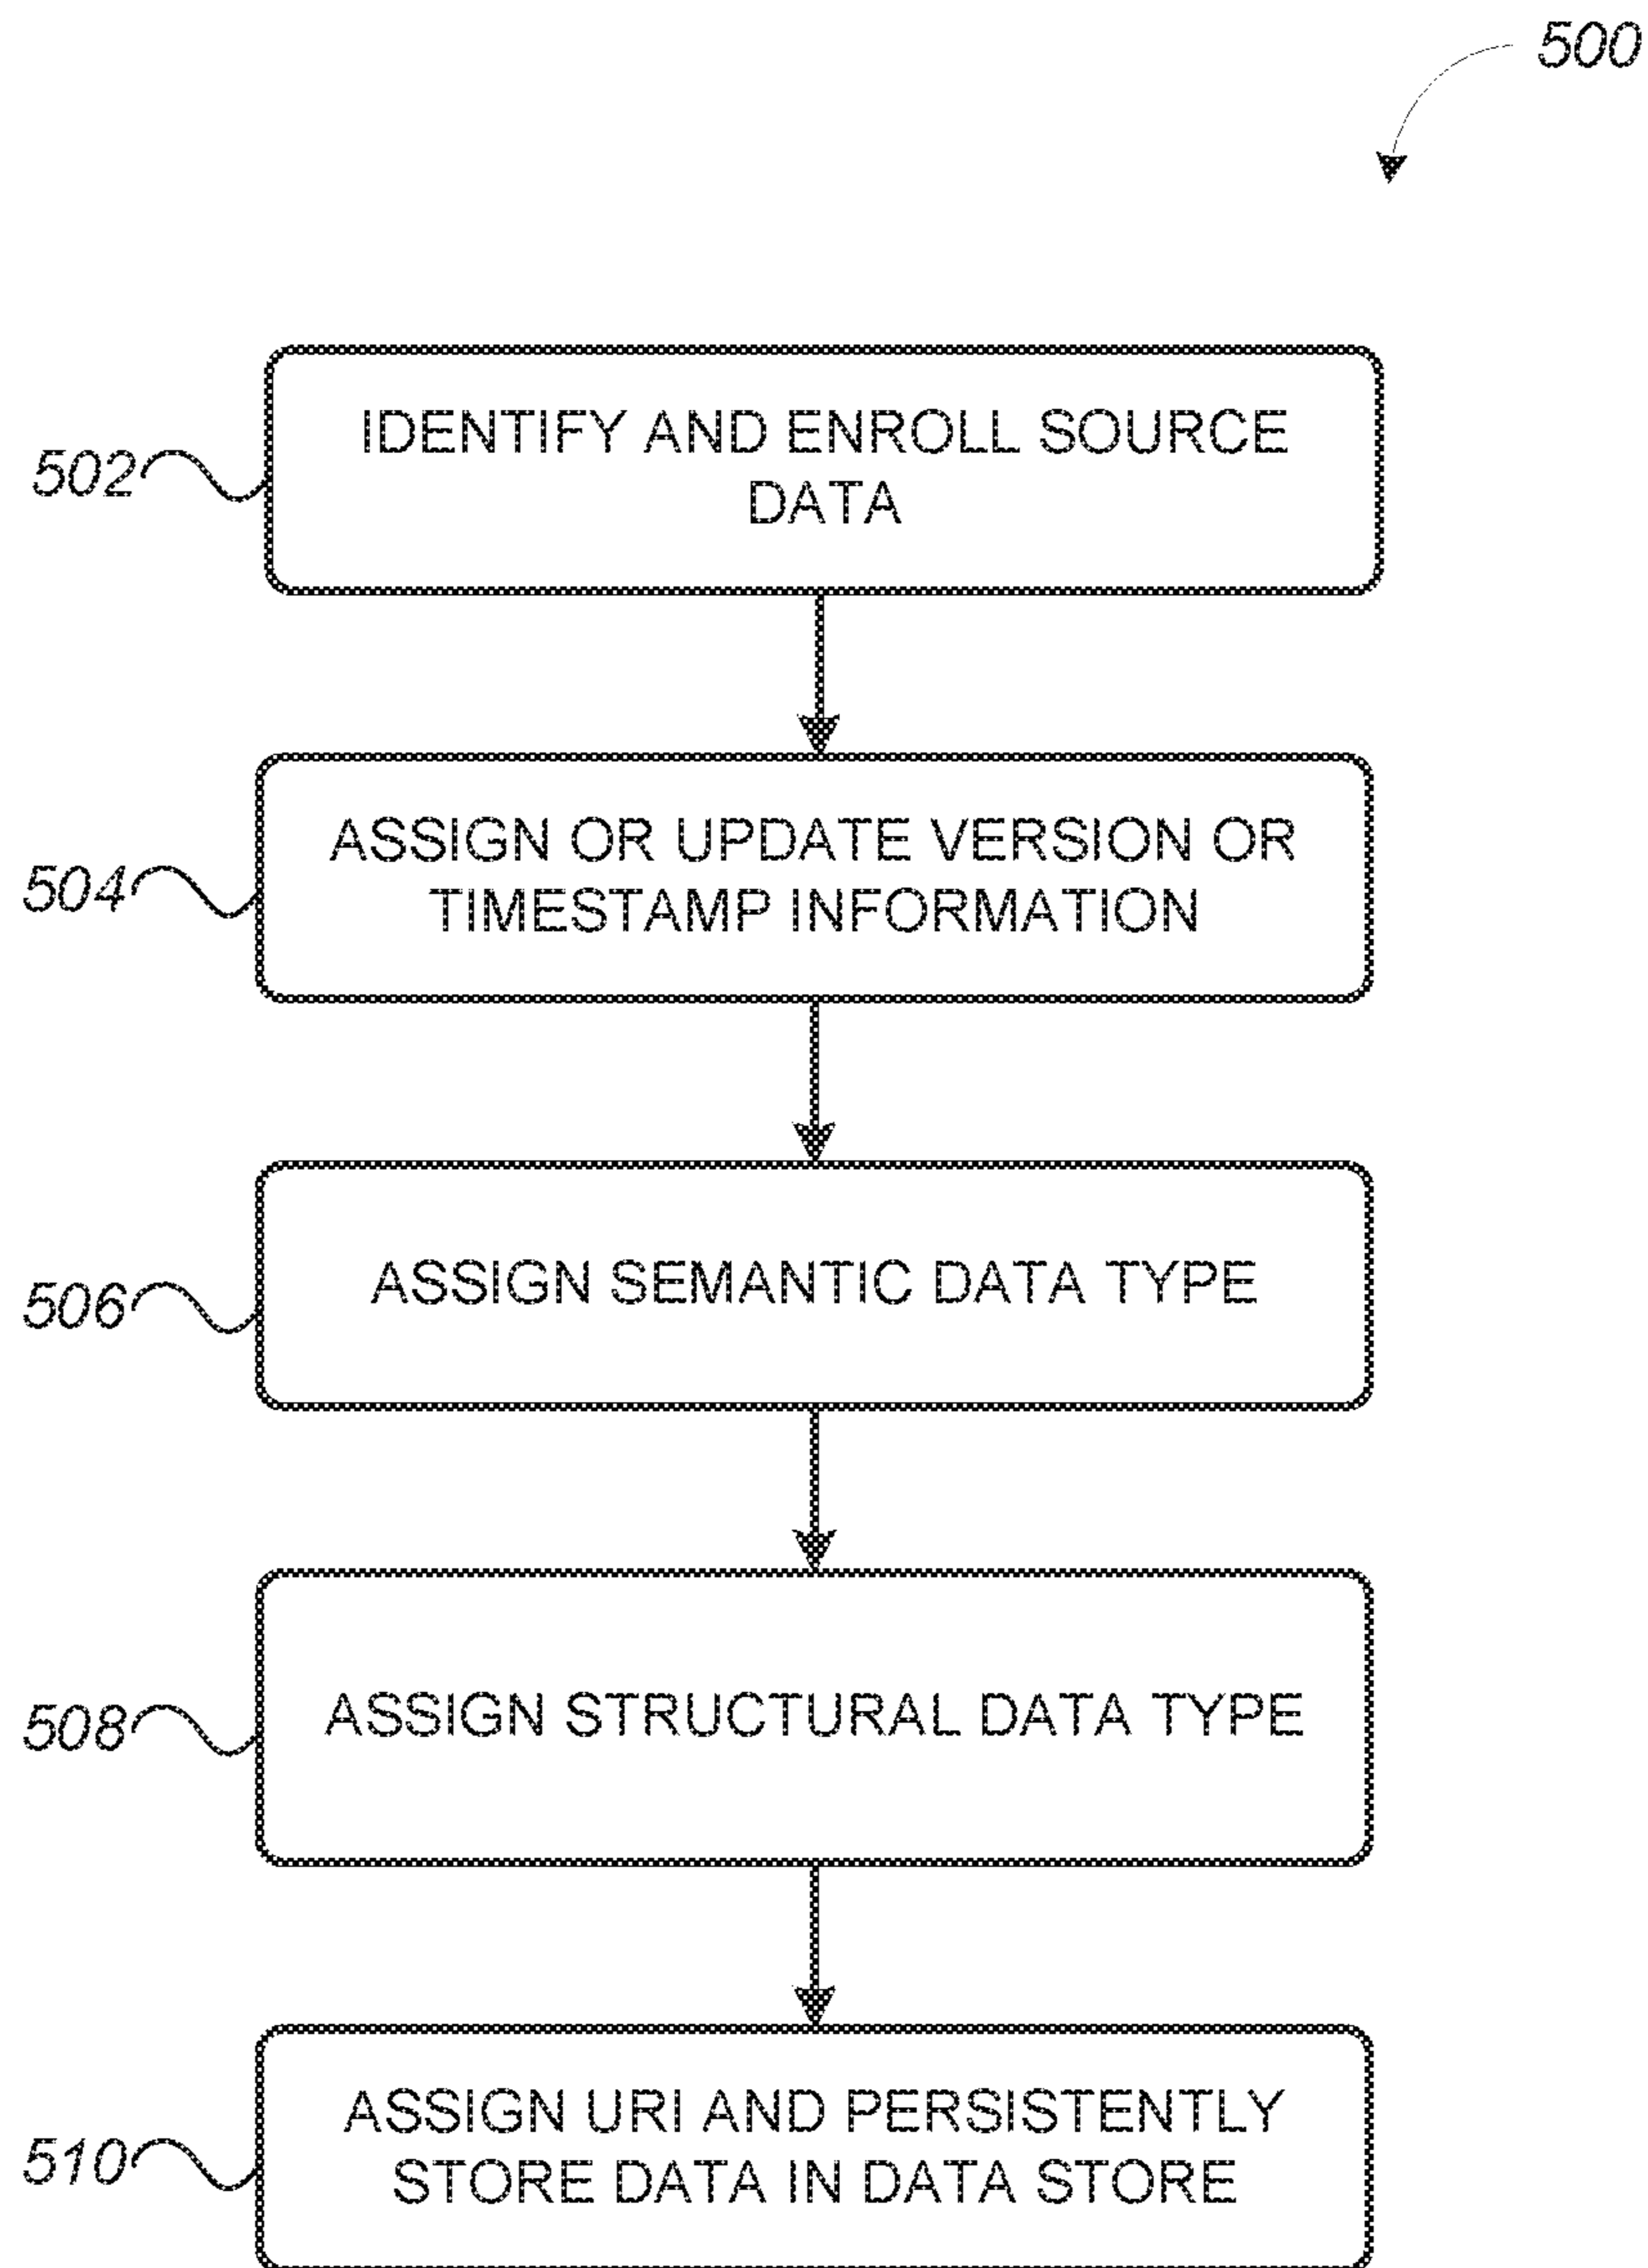 500
502
IDENTIFY AND ENROLL SOURCE
DATA
504
ASSIGN OR UPDATE VERSION OR
TIMESTAMP INFORMATION
506
ASSIGN SEMANTIC DATA TYPE
508
ASSIGN STRUCTURAL DATA TYPE
510
ASSIGN URI AND PERSISTENTLY
STORE DATA IN DATA STORE